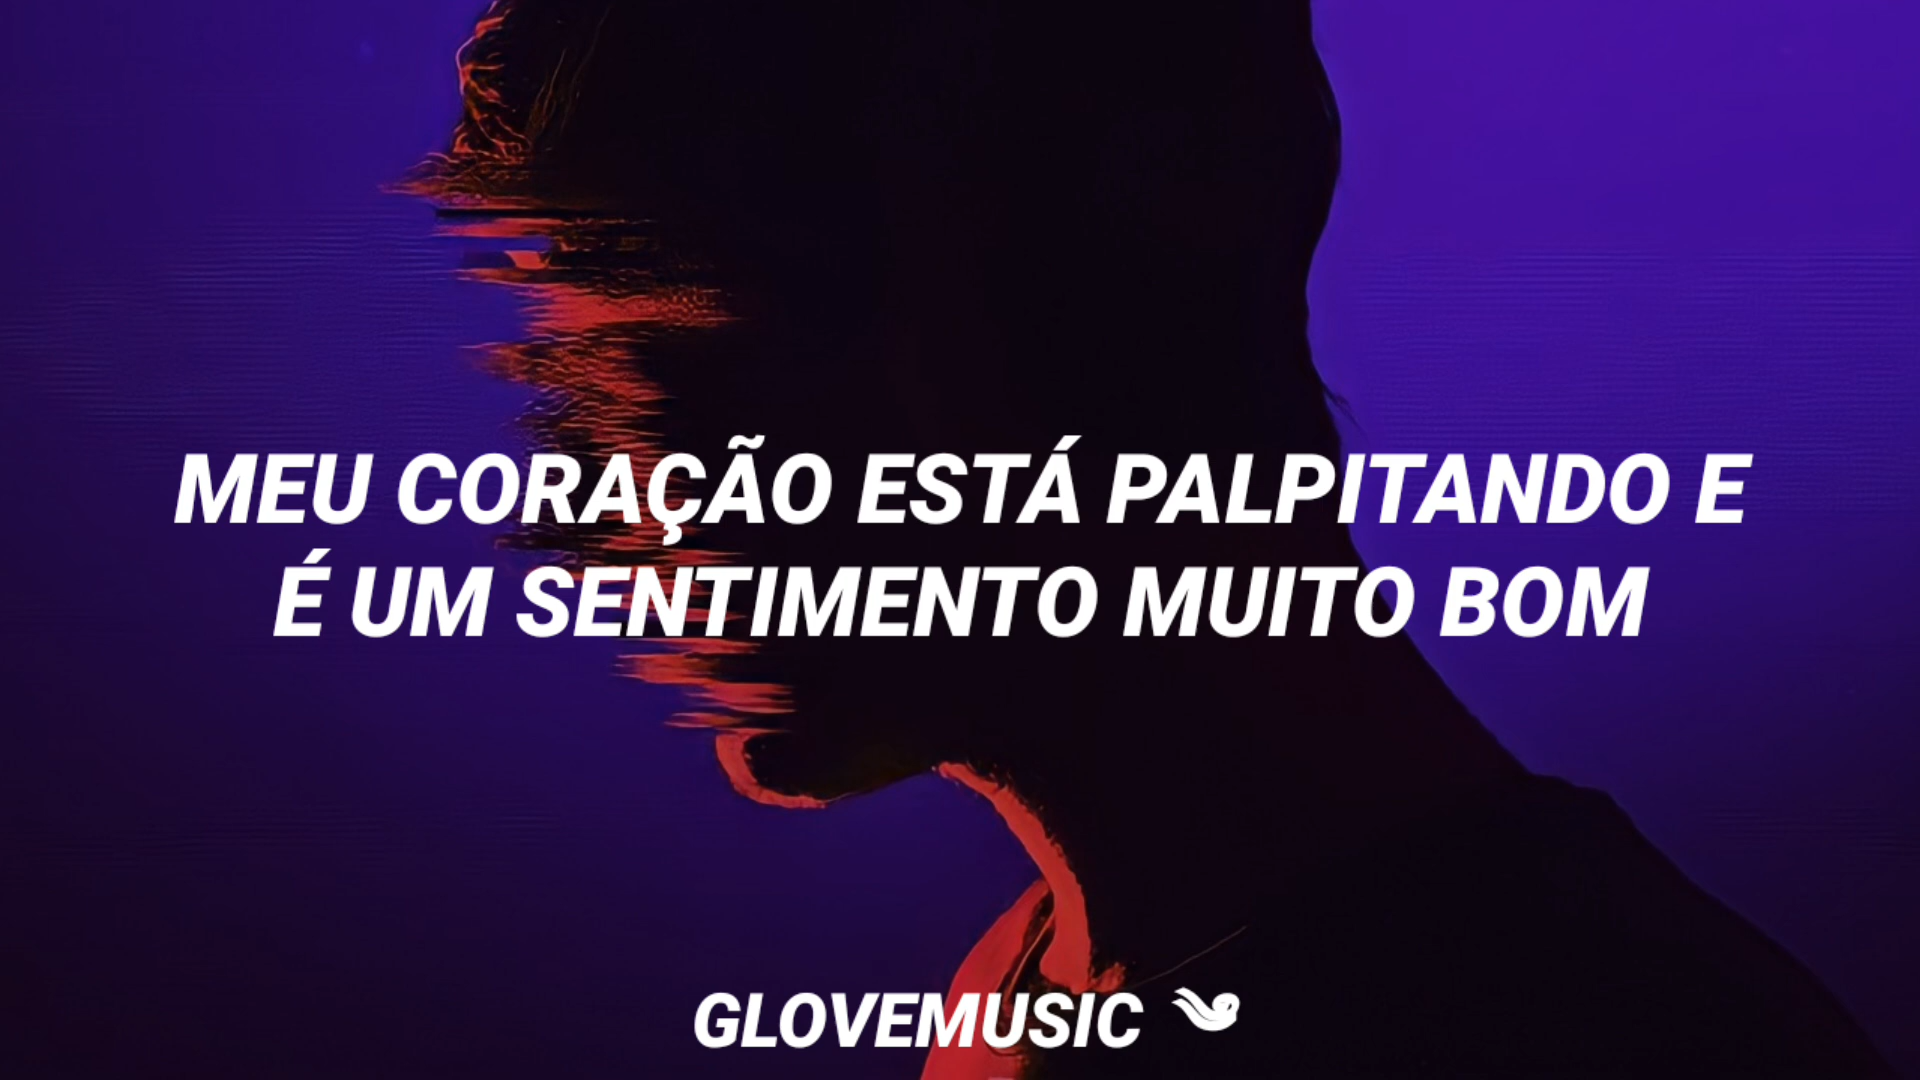 MEU CORAÇÃO ESTÁ PALPITANDO E
É UM SENTIMENTO MUITO BOM
GLOVEMUSIC